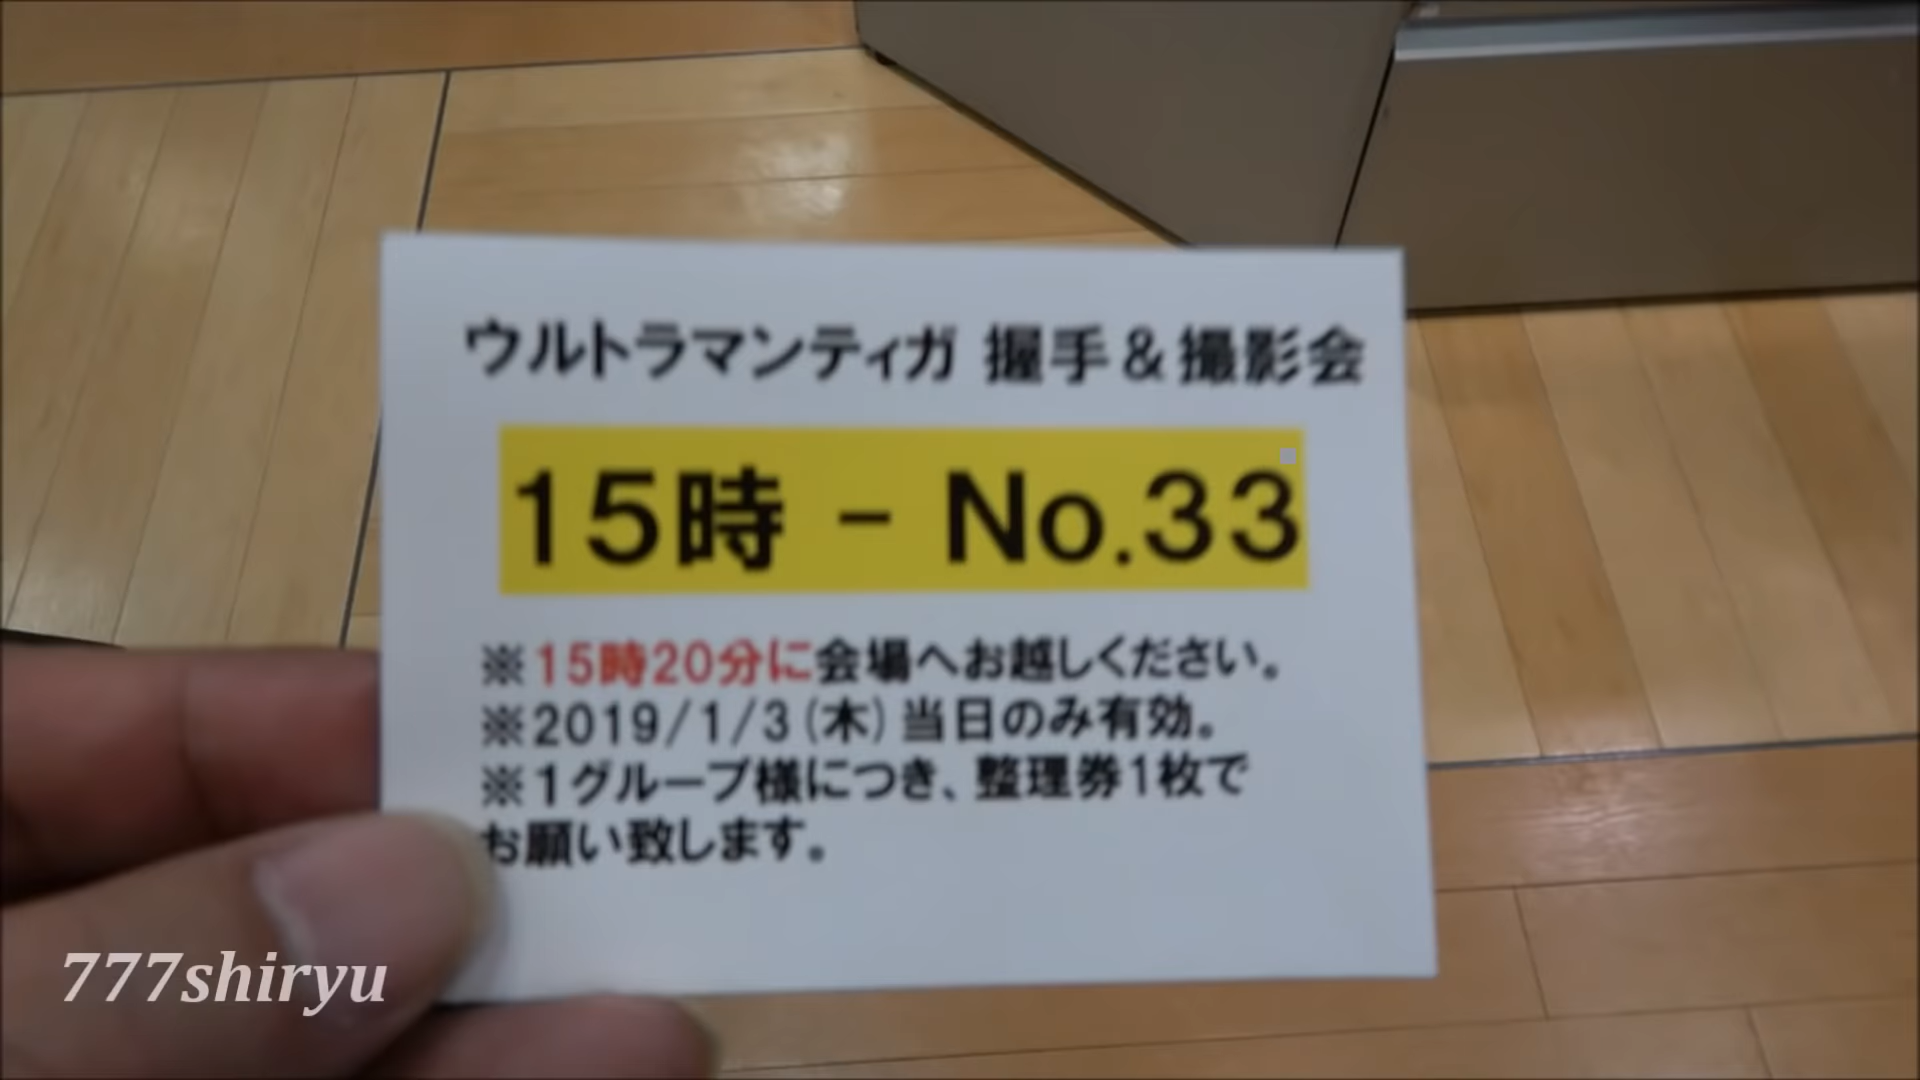 ウルトラマンティガ 握手&撮影会
15時 - No.33
※15時20分に会場へお越しください。
※2019/1/3(木)当日のみ有効。
※1グループ様につき、整理券1枚で
お願い致します。
777shiryu